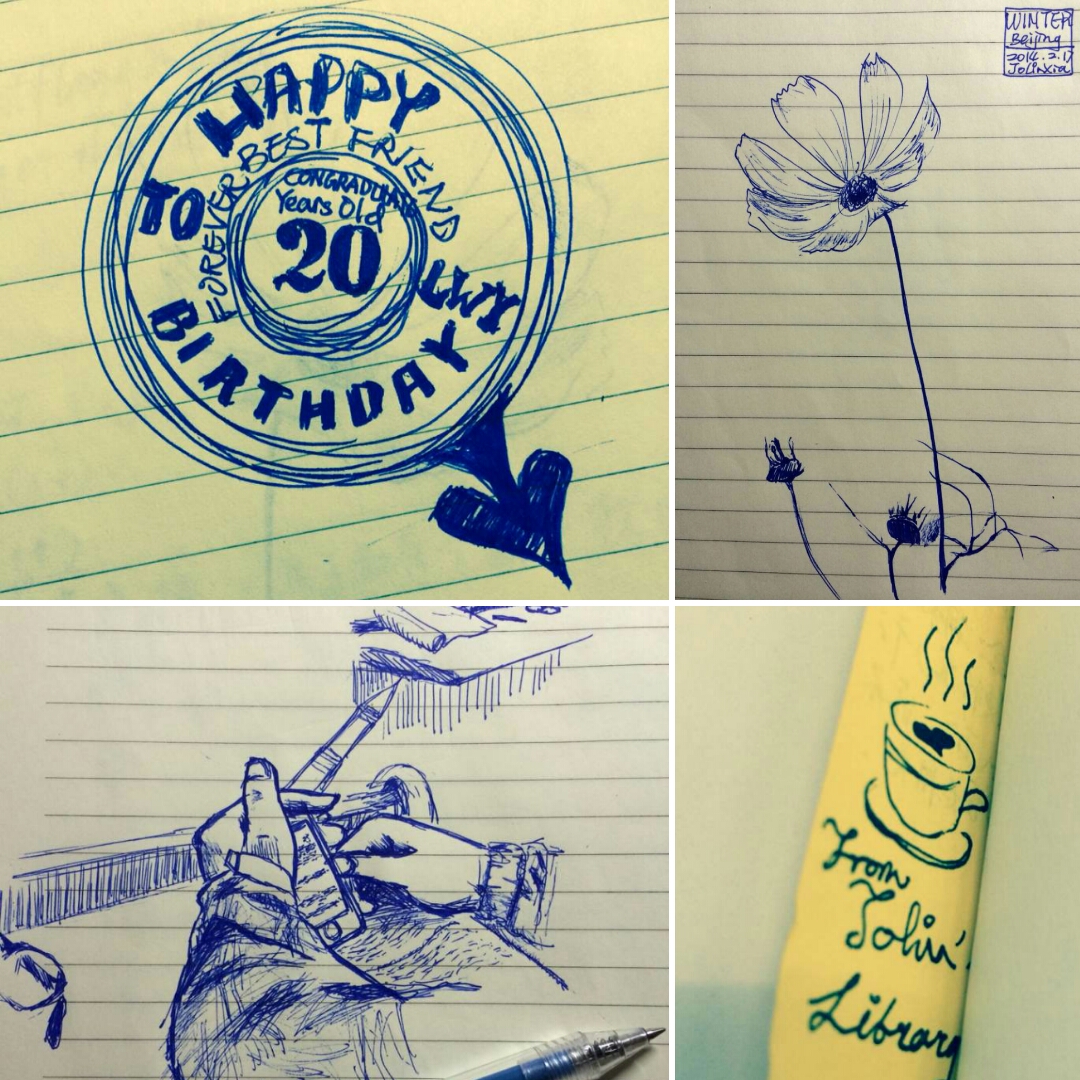 HAPPY
BEST FRIEND
FOREVER
Years Old
20
TO
LWY
BIRTHDAY
WINTER
Beijing
2014.2.17
JolinXia
From
Jolin'
Library